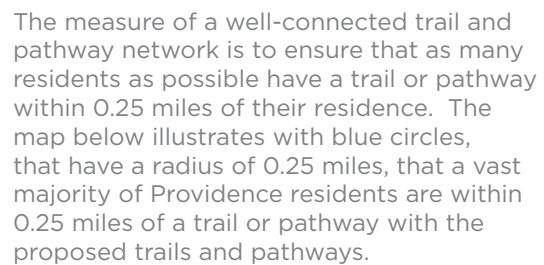 The measure of a well-connected trail and
pathway network is to ensure that as many
residents as possible have a trail or pathway
within 0.25 miles of their residence.  The
map below illustrates with blue circles,
that have a radius of 0.25 miles, that a vast
majority of Providence residents are within
0.25 miles of a trail or pathway with the
proposed trails and pathways.